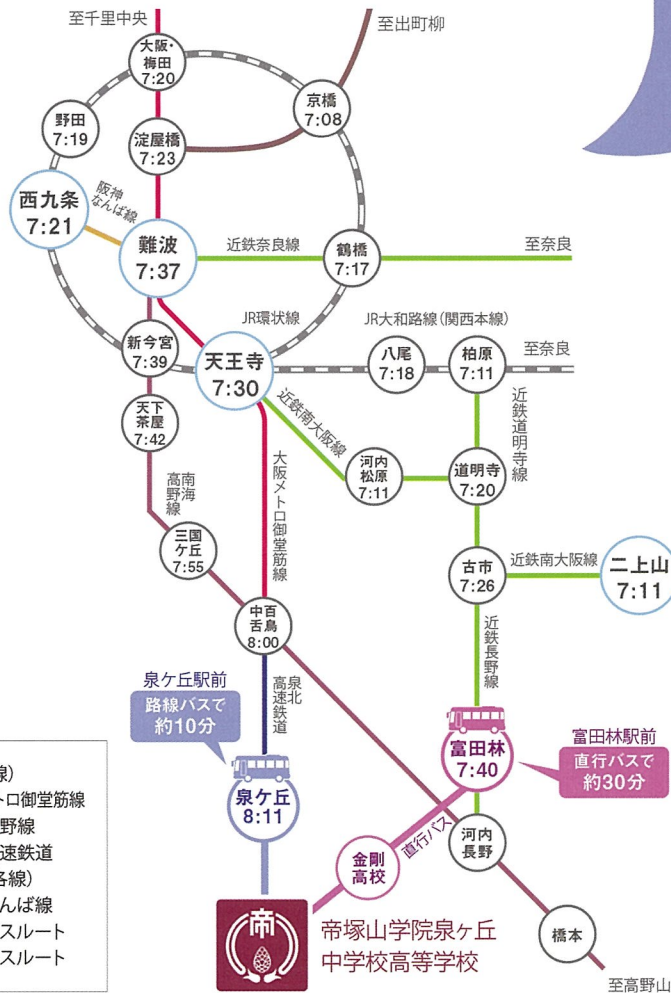 至千里中央
至出町柳
大阪・
梅田
7:20
京橋
7:08
野田
7:19
淀屋橋
7:23
西九条
7:21
阪神
なんば線
難波
7:37
近鉄奈良線
鶴橋
7:17
至奈良
JR環状線
JR大和路線(関西本線)
新今宮
7:39
天王寺
7:30
八尾
7:18
柏原
7:11
至奈良
天下
茶屋
7:42
近鉄南大阪線
近鉄道明寺線
河内
松原
7:11
道明寺
7:20
大阪メトロ御堂筋線
南海
高野線
三国
ケ丘
7:55
古市
7:26
近鉄南大阪線
二上山
7:11
中百
舌鳥
8:00
近鉄長野線
泉北
高速鉄道
泉ケ丘駅前
路線バスで
約10分
富田林
7:40
富田林駅前
直行バスで
約30分
泉ケ丘
8:11
直行バス
河内
長野
金剛
高校
橋本
至高野山
帝
帝塚山学院泉ヶ丘
中学校高等学校
線)
トロ御堂筋線
野線
速鉄道
各線)
んば線
スルート
スルート